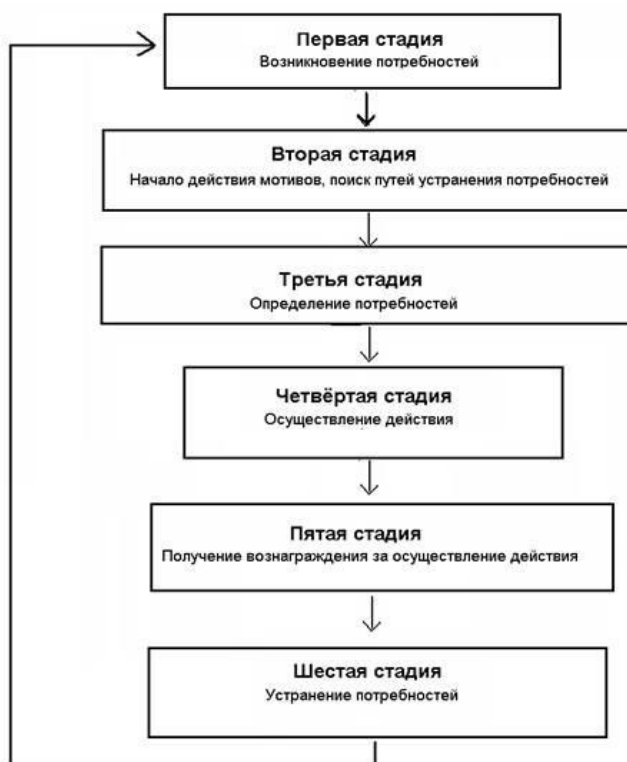 Первая стадия
Возникновение потребностей
Вторая стадия
Начало действия мотивов, поиск путей устранения потребностей
Третья стадия
Определение потребностей
Четвёртая стадия
Осуществление действия
Пятая стадия
Получение вознаграждения за осуществление действия
Шестая стадия
Устранение потребностей